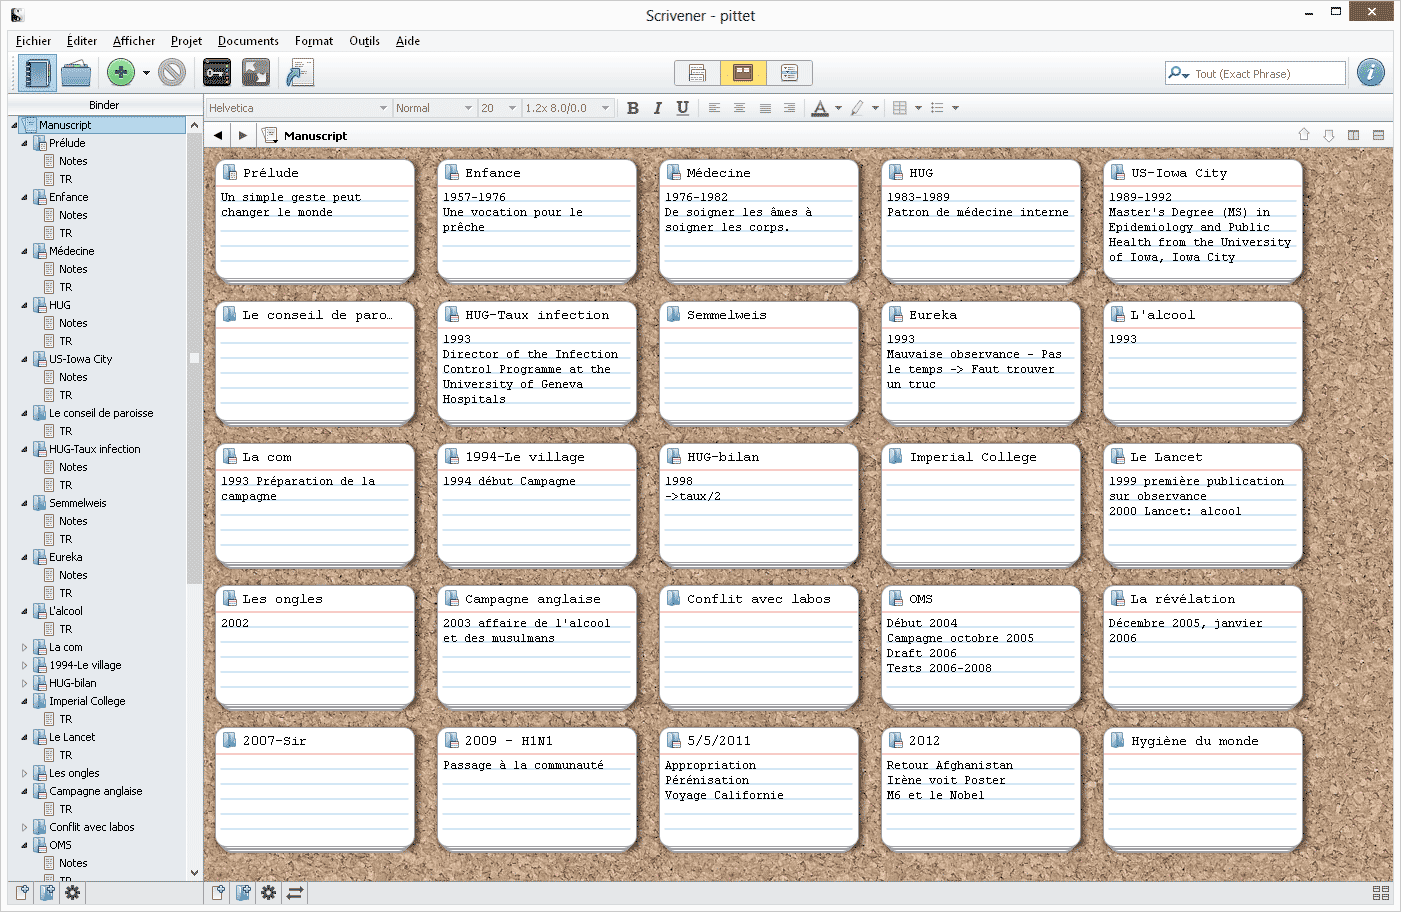 Scrivener - pittet
Fichier Éditer Afficher Projet Documents Format Outils Aide
Tout (Exact Phrase)
Binder
Helvetica Normal 20 1.2x 8.0/0.0 B I U A
Manuscript
Manuscript
Prélude
Notes
TR
Enfance
Notes
TR
Médecine
Notes
TR
HUG
Notes
TR
US-Iowa City
Notes
TR
Le conseil de paroisse
TR
HUG-Taux infection
Notes
TR
Semmelweis
Notes
TR
Eureka
Notes
TR
L'alcool
TR
La com
1994-Le village
HUG-bilan
Imperial College
TR
Le Lancet
TR
Les ongles
Campagne anglaise
TR
Conflit avec labos
OMS
Notes
TR
Prélude
Un simple geste peut
changer le monde
Enfance
1957-1976
Une vocation pour le
prêche
Médecine
1976-1982
De soigner les âmes à
soigner les corps.
HUG
1983-1989
Patron de médecine interne
US-Iowa City
1989-1992
Master's Degree (MS) in
Epidemiology and Public
Health from the University
of Iowa, Iowa City
Le conseil de paro…
HUG-Taux infection
1993
Director of the Infection
Control Programme at the
University of Geneva
Hospitals
Semmelweis
Eureka
1993
Mauvaise observance - Pas
le temps -> Faut trouver
un truc
L'alcool
1993
La com
1993 Préparation de la
campagne
1994-Le village
1994 début Campagne
HUG-bilan
1998
->taux/2
Imperial College
Le Lancet
1999 première publication
sur observance
2000 Lancet: alcool
Les ongles
2002
Campagne anglaise
2003 affaire de l'alcool
et des musulmans
Conflit avec labos
OMS
Début 2004
Campagne octobre 2005
Draft 2006
Tests 2006-2008
La révélation
Décembre 2005, janvier
2006
2007-Sir
2009 - H1N1
Passage à la communauté
5/5/2011
Appropriation
Pérénisation
Voyage Californie
2012
Retour Afghanistan
Irène voit Poster
M6 et le Nobel
Hygiène du monde